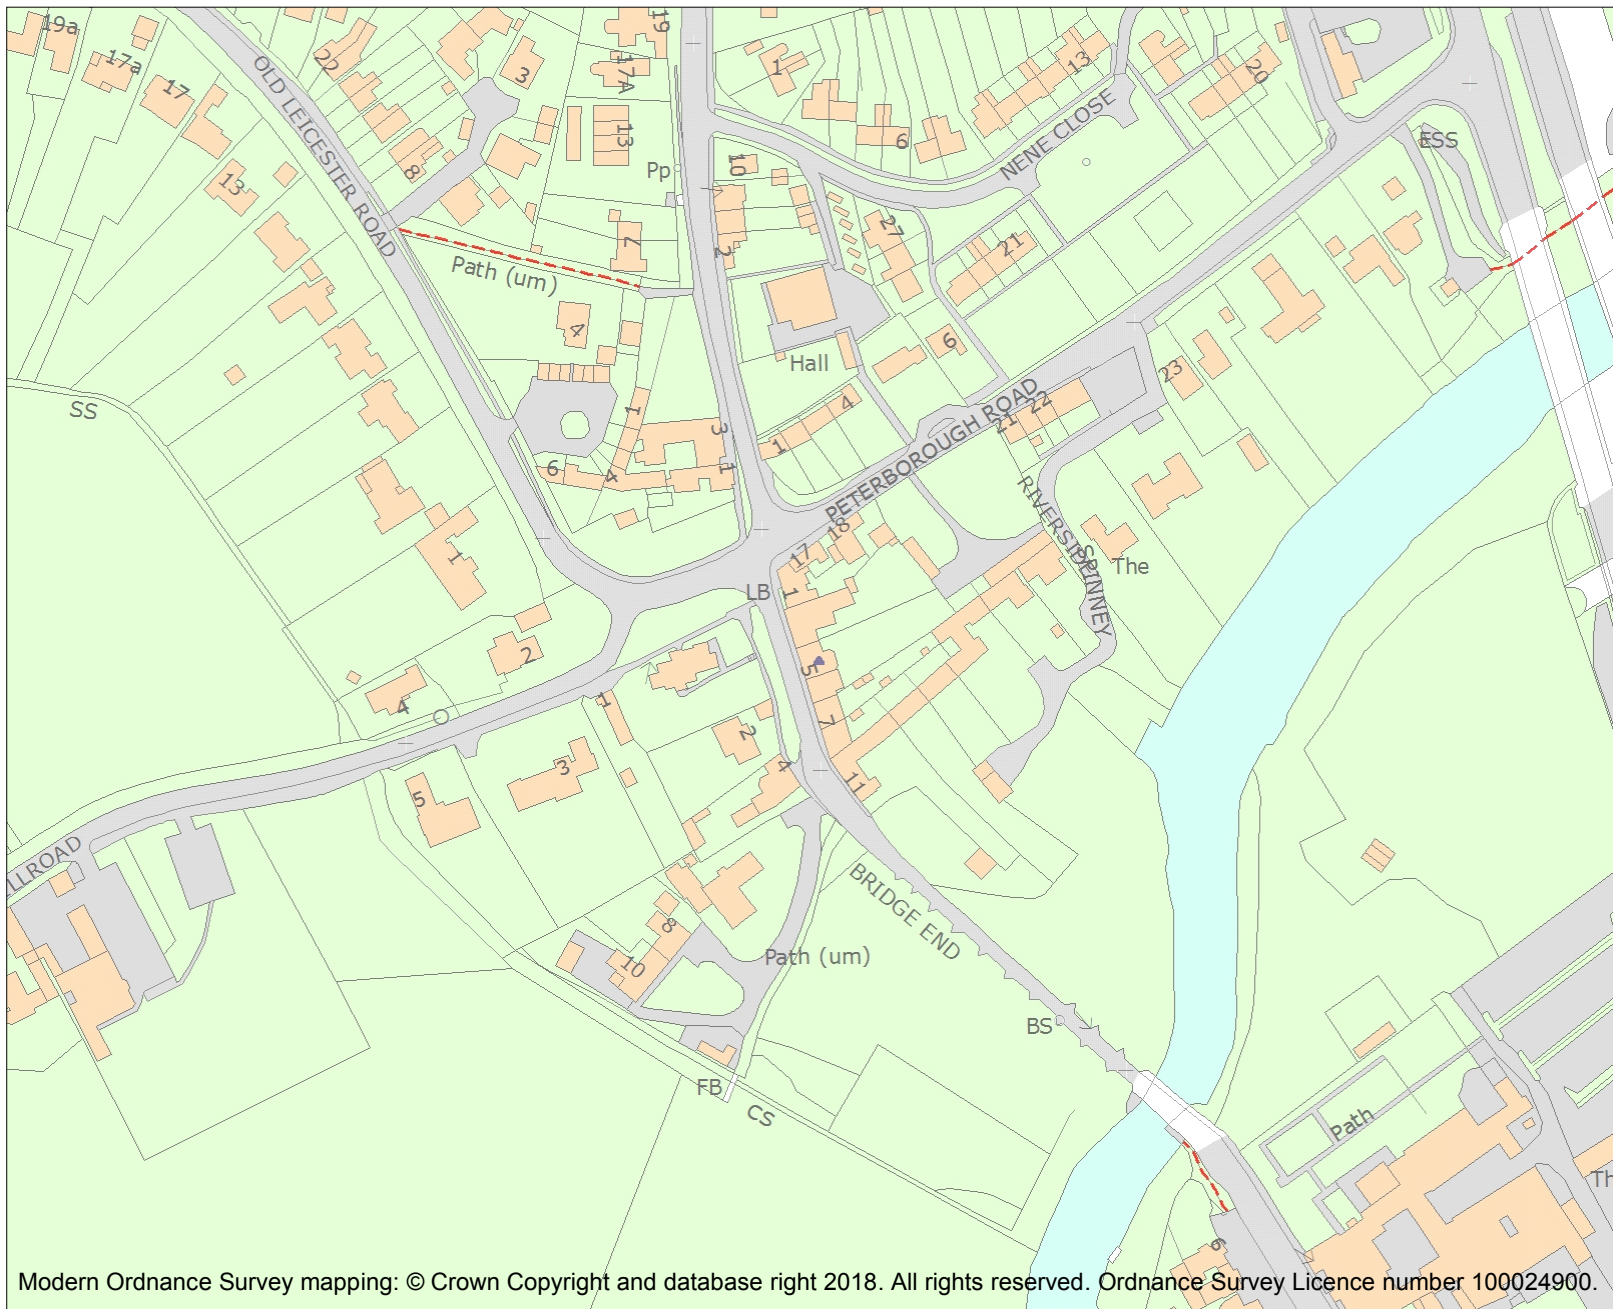 19a
17a
17
22
3
19
17A
13
1
13
20
OLD LEICESTER ROAD
8
13
Pp
10
6
NENE CLOSE
ESS
7
2
27
21
Path (um)
4
Hall
6
SS
1
3
1
4
1
23
22
21
PETERBOROUGH ROAD
6
4
RIVERSIDE
SPINNEY
The
18
17
1
LB
1
2
5
4
1
7
2
3
4
11
5
LLROAD
BRIDGE END
8
10
Path (um)
BS
FB
CS
Path
Th
6
Modern Ordnance Survey mapping: © Crown Copyright and database right 2018. All rights reserved. Ordnance Survey Licence number 100024900.